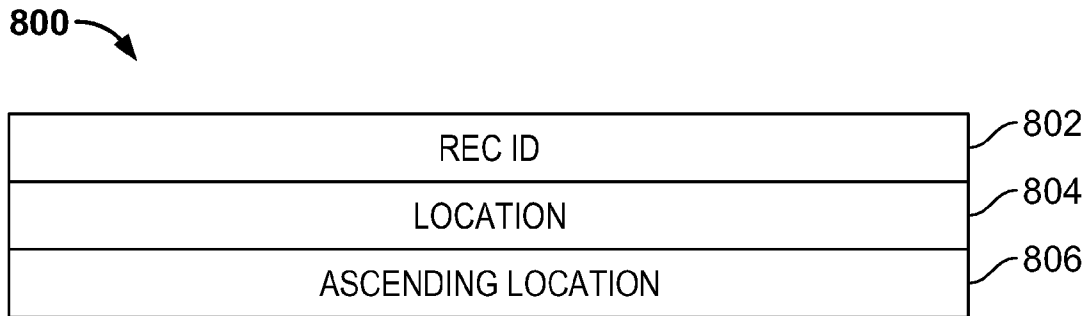 800
REC ID 802
LOCATION 804
ASCENDING LOCATION 806